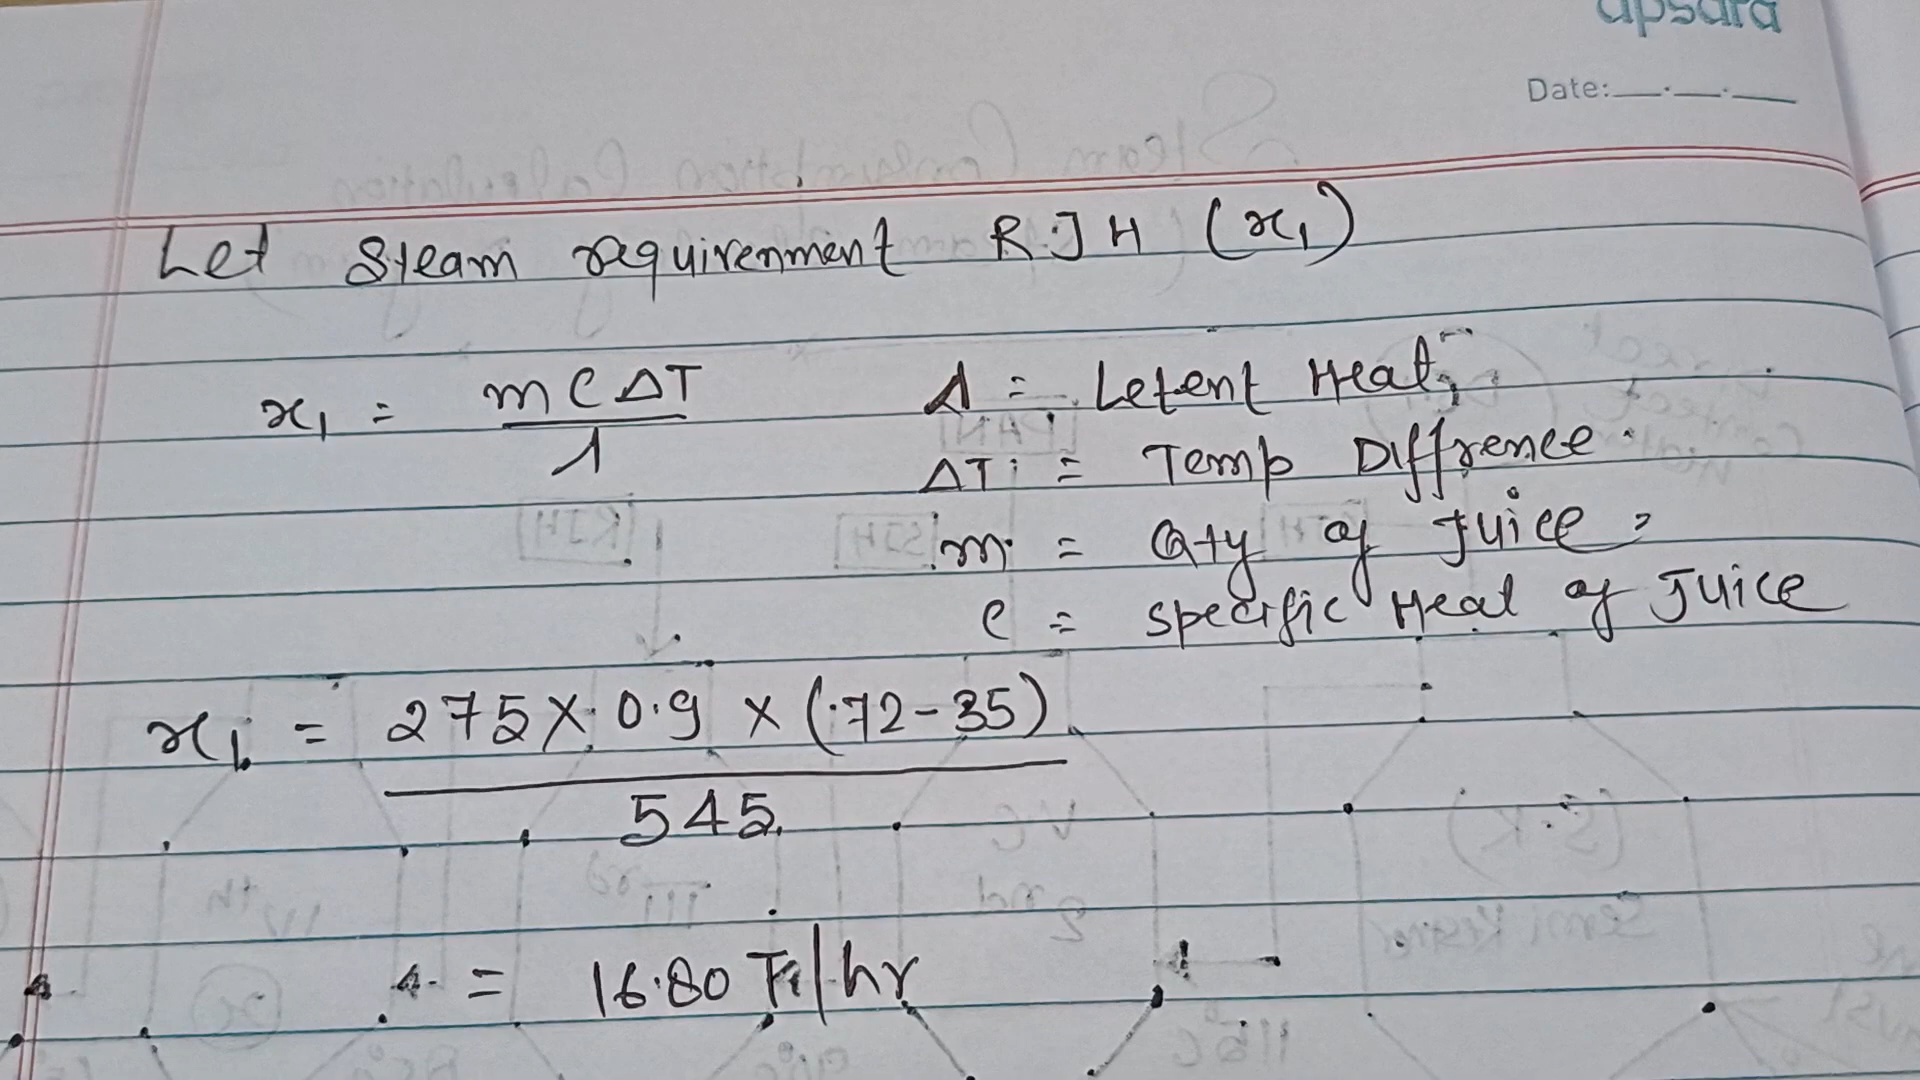 apsara
Date:
Let Steam requirenment RJH (x₁)
x₁ = mCΔT / λ
λ = Letent Heat,
ΔT = Temp Diffrence
m = Qty of Juice
C = Specific Heat of Juice
x₁ = 275 × 0.9 × (72-35) / 545
= 16.80 T/hr